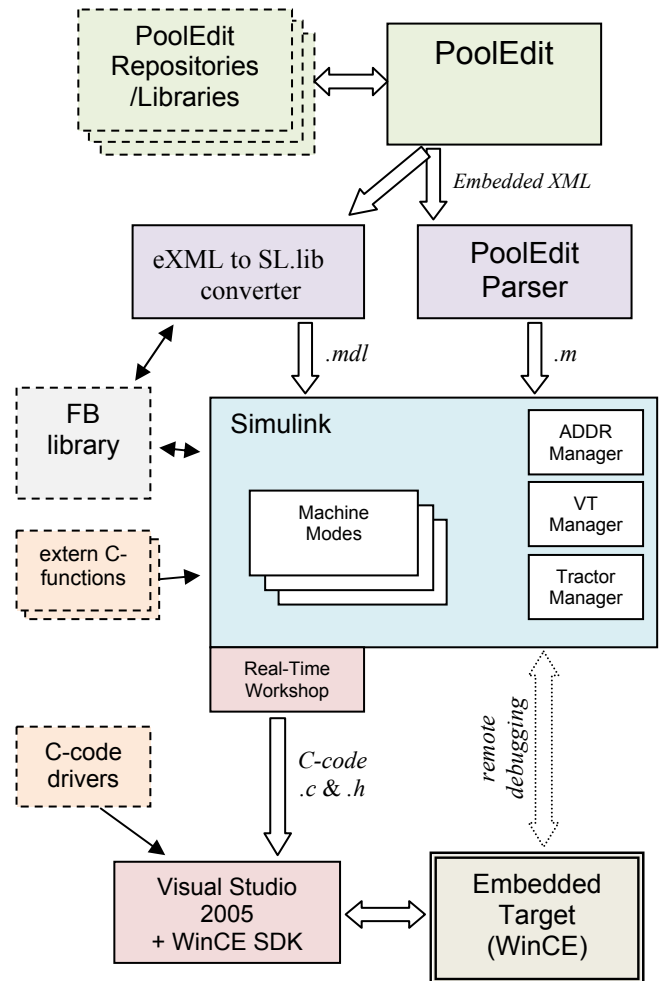 PoolEdit
Repositories
/Libraries
PoolEdit
Embedded XML
eXML to SL.lib
converter
PoolEdit
Parser
.mdl
.m
FB
library
Simulink
ADDR
Manager
Machine
Modes
VT
Manager
extern C-
functions
Tractor
Manager
Real-Time
Workshop
C-code
drivers
C-code
.c & .h
remote
debugging
Visual Studio
2005
+ WinCE SDK
Embedded
Target
(WinCE)